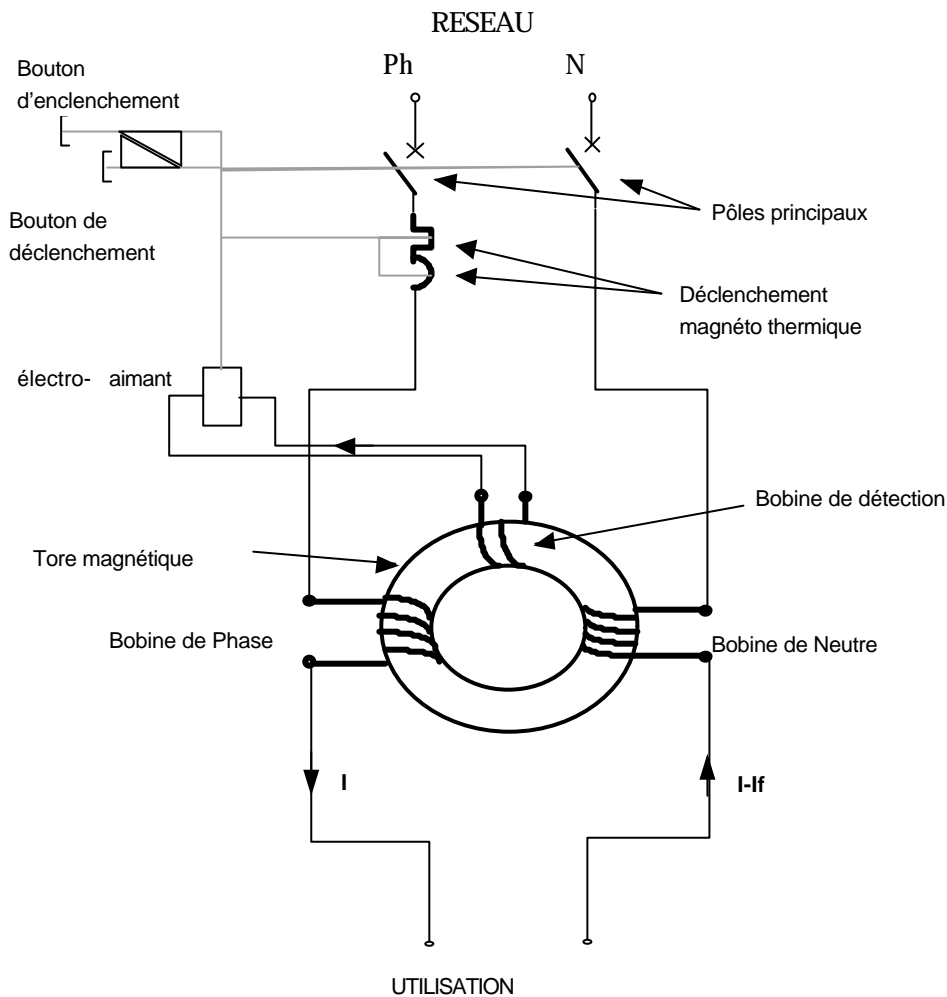 RESEAU
Ph
N
Bouton
d'enclenchement
Bouton de
déclenchement
Pôles principaux
Déclenchement
magnéto thermique
électro- aimant
Bobine de détection
Tore magnétique
Bobine de Phase
Bobine de Neutre
I
I-If
UTILISATION